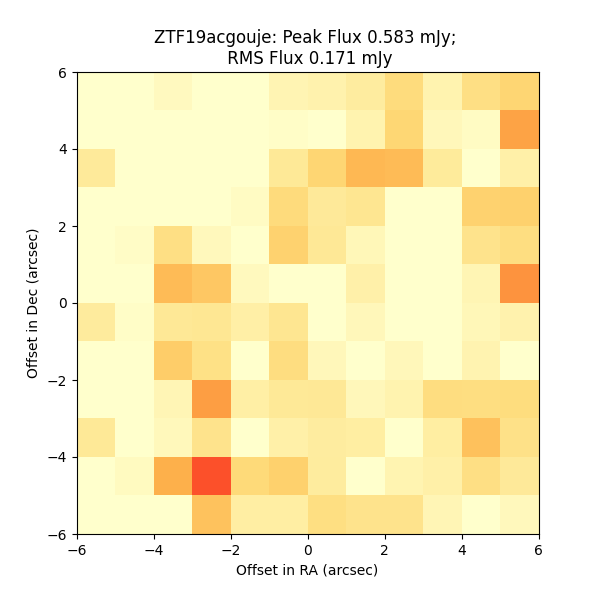 ZTF19acgouje: Peak Flux 0.583 mJy;
RMS Flux 0.171 mJy
6
4
2
0
−2
−4
−6
Offset in Dec (arcsec)
−6 −4 −2 0 2 4 6
Offset in RA (arcsec)